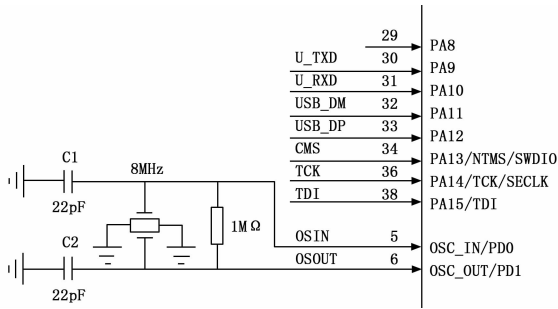 29 PA8
U_TXD 30 PA9
U_RXD 31 PA10
USB_DM 32 PA11
USB_DP 33 PA12
CMS 34 PA13/NTMS/SWDIO
TCK 36 PA14/TCK/SECLK
TDI 38 PA15/TDI
C1
8MHz
22pF
1MΩ
OSIN 5 OSC_IN/PD0
C2
OSOUT 6 OSC_OUT/PD1
22pF